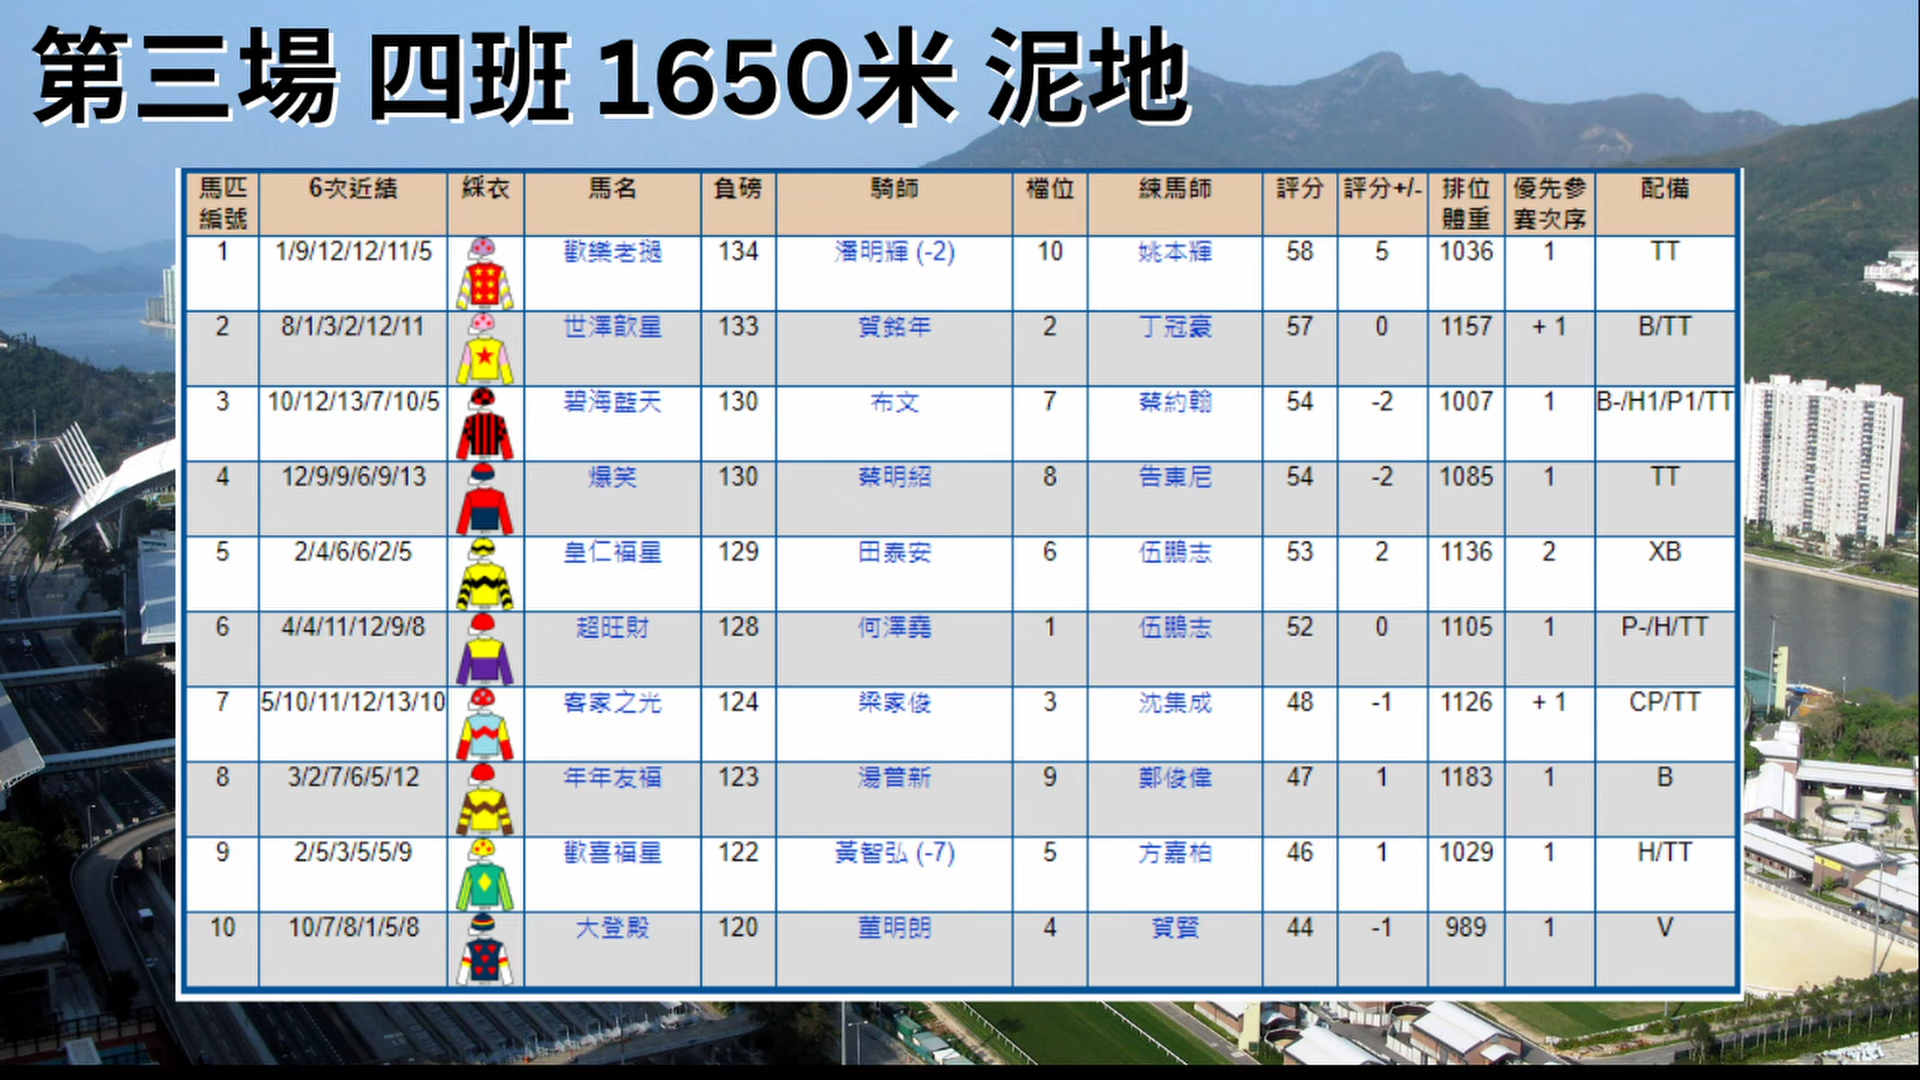 第三場 四班 1650米 泥地
馬匹編號 6次近績 綵衣 馬名 負磅 騎師 檔位 練馬師 評分 評分+/- 排位體重 優先參賽次序 配備
1 1/9/12/12/11/5 歡樂老撾 134 潘明輝 (-2) 10 姚本輝 58 5 1036 1 TT
2 8/1/3/2/12/11 世澤歆星 133 賀銘年 2 丁冠豪 57 0 1157 + 1 B/TT
3 10/12/13/7/10/5 碧海藍天 130 布文 7 蔡約翰 54 -2 1007 1 B-/H1/P1/TT
4 12/9/9/6/9/13 爆笑 130 蔡明紹 8 告東尼 54 -2 1085 1 TT
5 2/4/6/6/2/5 皇仁福星 129 田泰安 6 伍鵬志 53 2 1136 2 XB
6 4/4/11/12/9/8 超旺財 128 何澤堯 1 伍鵬志 52 0 1105 1 P-/H/TT
7 5/10/11/12/13/10 客家之光 124 梁家俊 3 沈集成 48 -1 1126 + 1 CP/TT
8 3/2/7/6/5/12 年年友福 123 湯普新 9 鄭俊偉 47 1 1183 1 B
9 2/5/3/5/5/9 歡喜福星 122 黃智弘 (-7) 5 方嘉柏 46 1 1029 1 H/TT
10 10/7/8/1/5/8 大登殿 120 董明朗 4 賀賢 44 -1 989 1 V